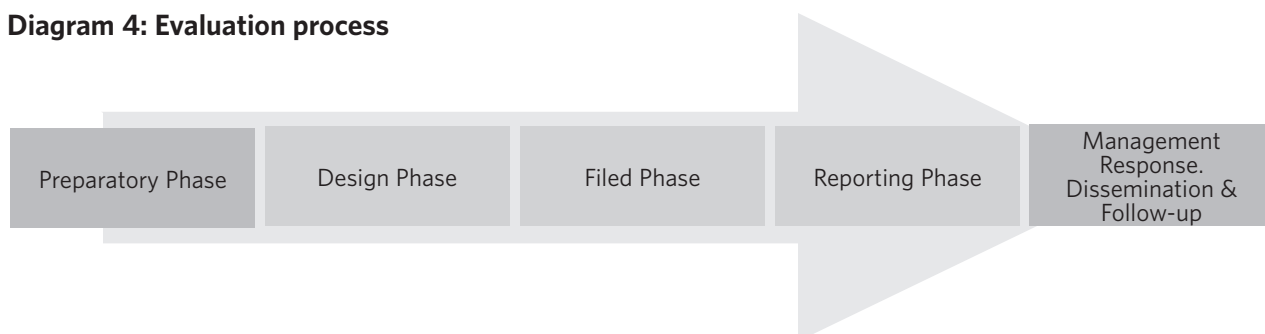 Diagram 4: Evaluation process
Preparatory Phase
Design Phase
Filed Phase
Reporting Phase
Management
Response.
Dissemination &
Follow-up